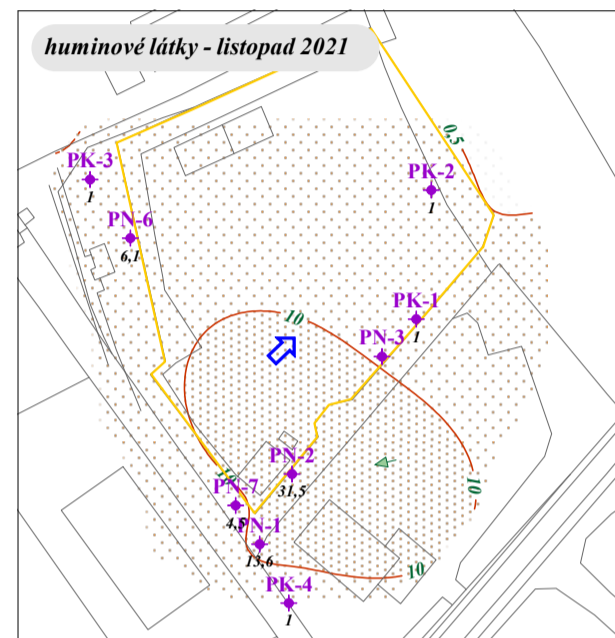 huminové látky - listopad 2021
0,5
PK-3
1
PK-2
1
PN-6
6,1
PK-1
1
10
PN-3
PN-2
31,5
10
PN-7
4,5
PN-1
13,6
10
PK-4
1